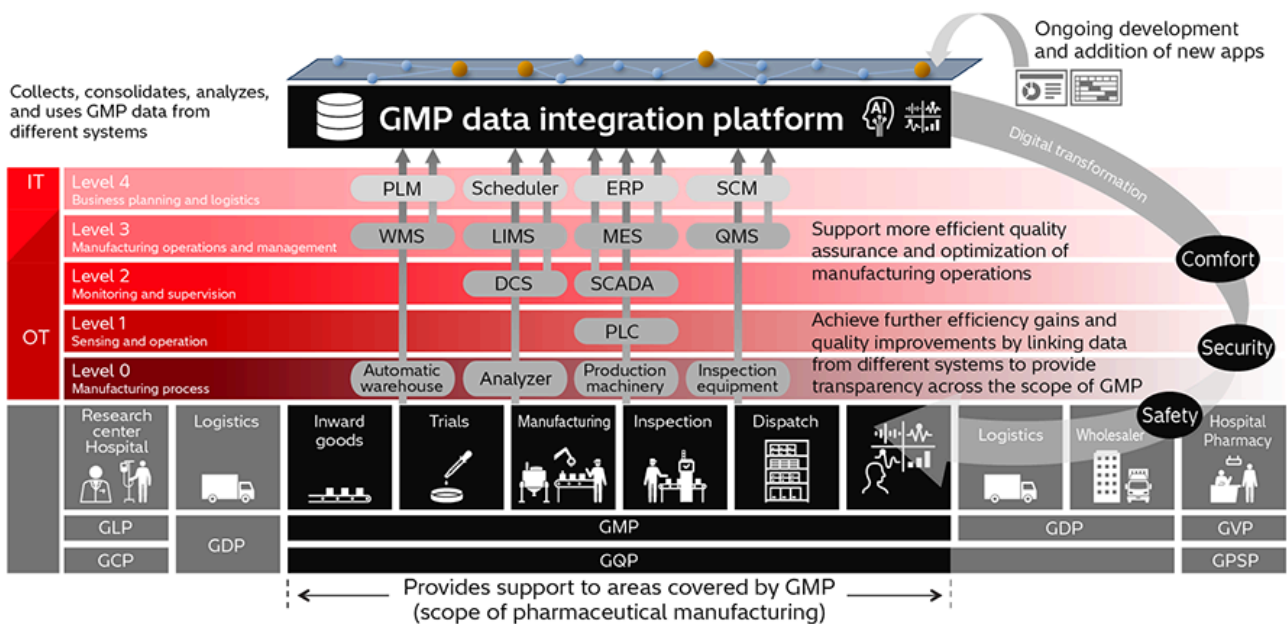 Ongoing development
and addition of new apps
Collects, consolidates, analyzes,
and uses GMP data from
different systems
GMP data integration platform
AI
Digital transformation
IT
Level 4
Business planning and logistics
PLM
Scheduler
ERP
SCM
Level 3
Manufacturing operations and management
WMS
LIMS
MES
QMS
Support more efficient quality
assurance and optimization of
manufacturing operations
Comfort
Level 2
Monitoring and supervision
DCS
SCADA
OT
Level 1
Sensing and operation
PLC
Achieve further efficiency gains and
quality improvements by linking data
from different systems to provide
transparency across the scope of GMP
Security
Level 0
Manufacturing process
Automatic
warehouse
Analyzer
Production
machinery
Inspection
equipment
Safety
Research
center
Hospital
Logistics
Inward
goods
Trials
Manufacturing
Inspection
Dispatch
Logistics
Wholesaler
Hospital
Pharmacy
GLP
GCP
GDP
GMP
GQP
GDP
GVP
GPSP
Provides support to areas covered by GMP
(scope of pharmaceutical manufacturing)